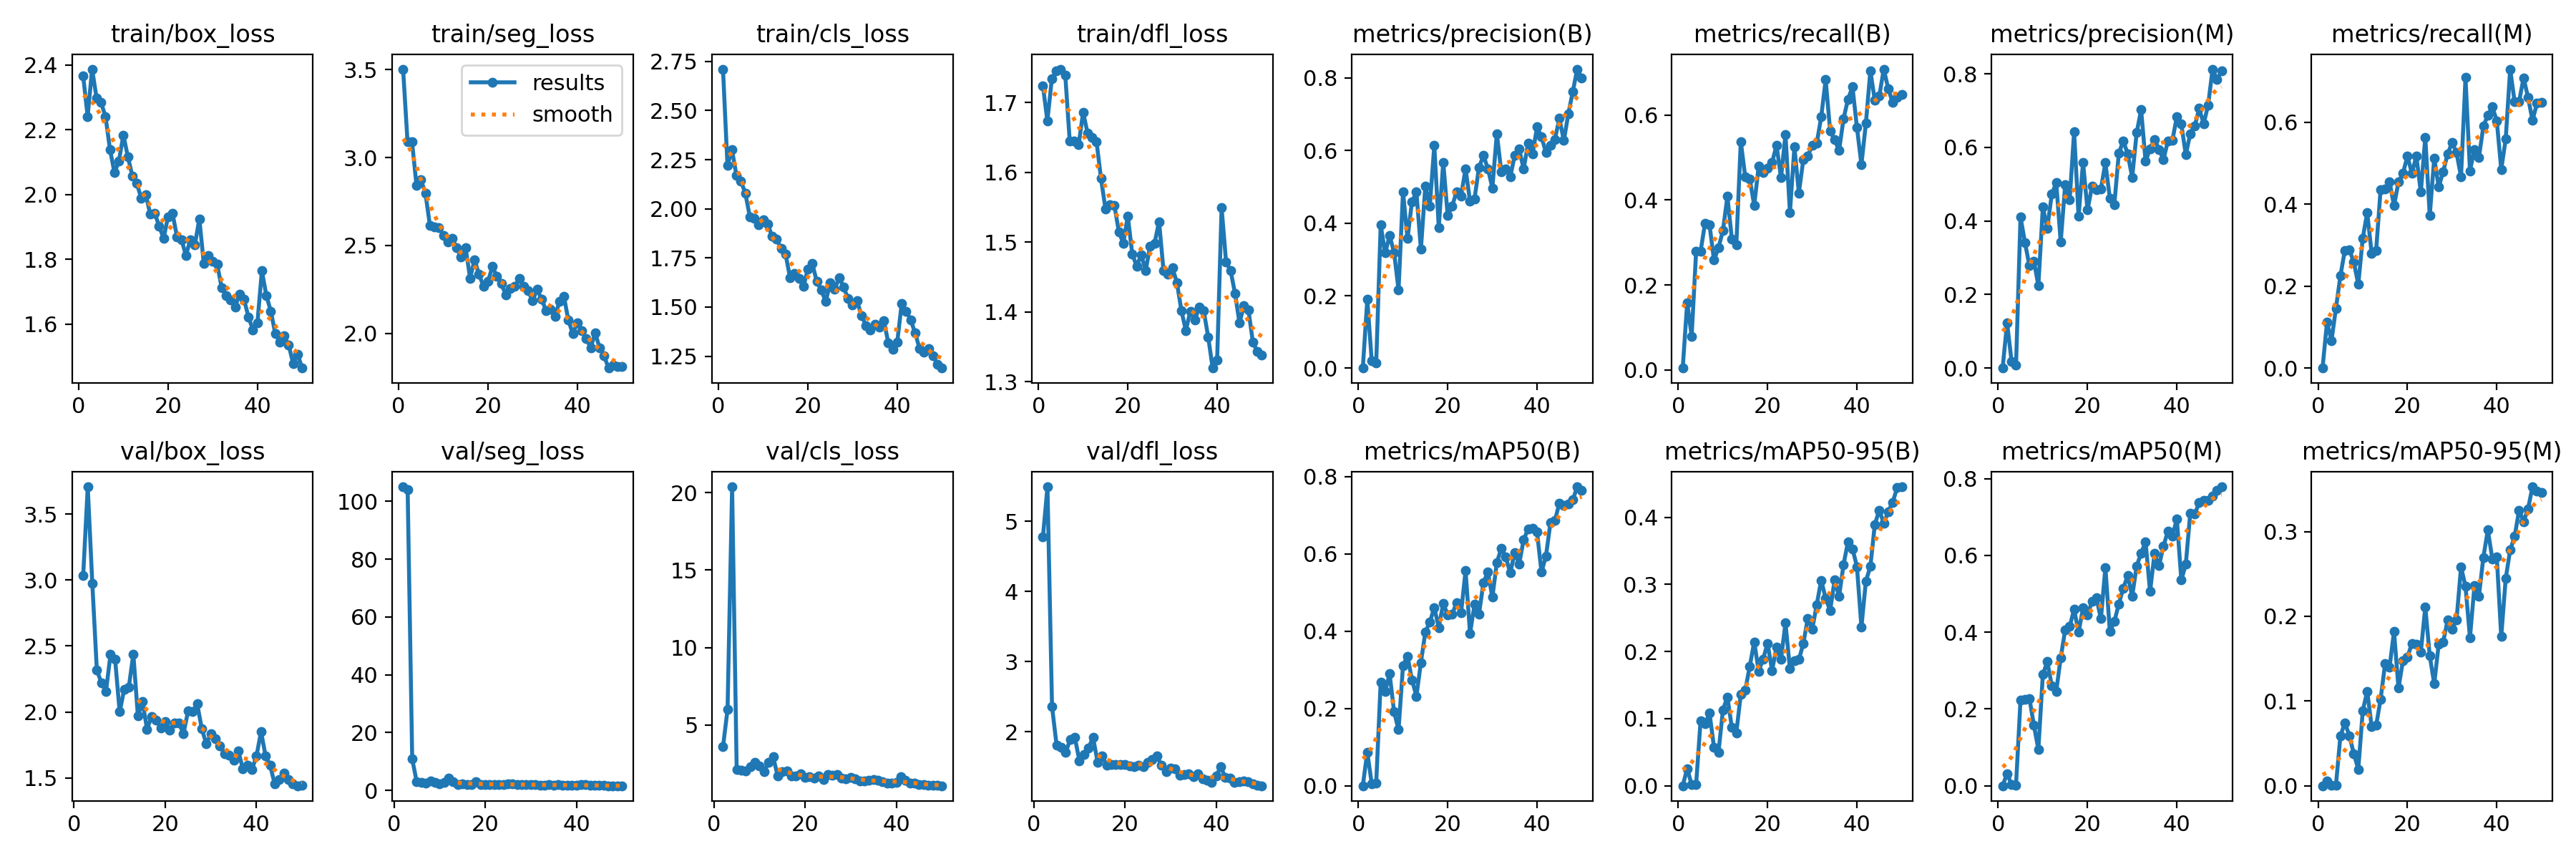 train/box_loss train/seg_loss train/cls_loss train/dfl_loss metrics/precision(B) metrics/recall(B) metrics/precision(M) metrics/recall(M)
2.4 2.2 2.0 1.8 1.6
0 20 40
3.5 3.0 2.5 2.0
results
smooth
0 20 40
2.75 2.50 2.25 2.00 1.75 1.50 1.25
0 20 40
1.7 1.6 1.5 1.4 1.3
0 20 40
0.8 0.6 0.4 0.2 0.0
0 20 40
0.6 0.4 0.2 0.0
0 20 40
0.8 0.6 0.4 0.2 0.0
0 20 40
0.6 0.4 0.2 0.0
0 20 40
val/box_loss val/seg_loss val/cls_loss val/dfl_loss metrics/mAP50(B) metrics/mAP50-95(B) metrics/mAP50(M) metrics/mAP50-95(M)
3.5 3.0 2.5 2.0 1.5
0 20 40
100 80 60 40 20 0
0 20 40
20 15 10 5
0 20 40
5 4 3 2
0 20 40
0.8 0.6 0.4 0.2 0.0
0 20 40
0.4 0.3 0.2 0.1 0.0
0 20 40
0.8 0.6 0.4 0.2 0.0
0 20 40
0.3 0.2 0.1 0.0
0 20 40